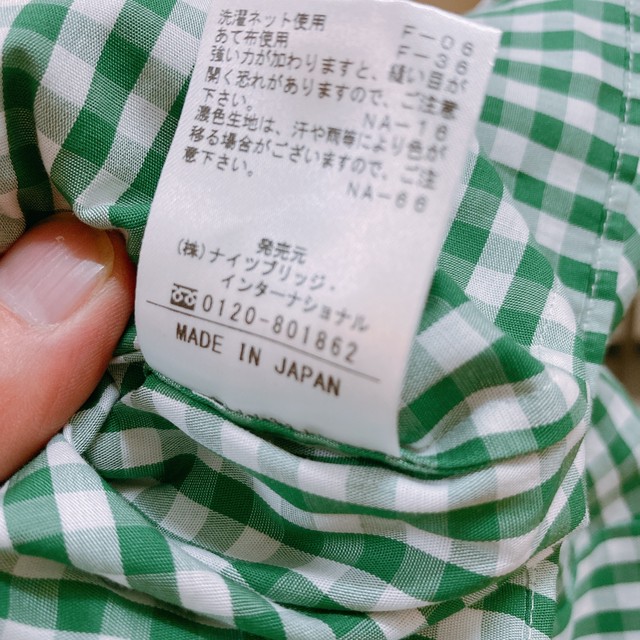 洗濯ネット使用 F-06
あて布使用 F-36
強い力が加わりますと、縫い目が
開く恐れがありますので、ご注意
下さい。 NA-16
濃色生地は、汗や雨等により色が
移る場合がございますので、ご注
意下さい。 NA-66
発売元
(株)ナイツブリッジ・
インターナショナル
0120-801862
MADE IN JAPAN